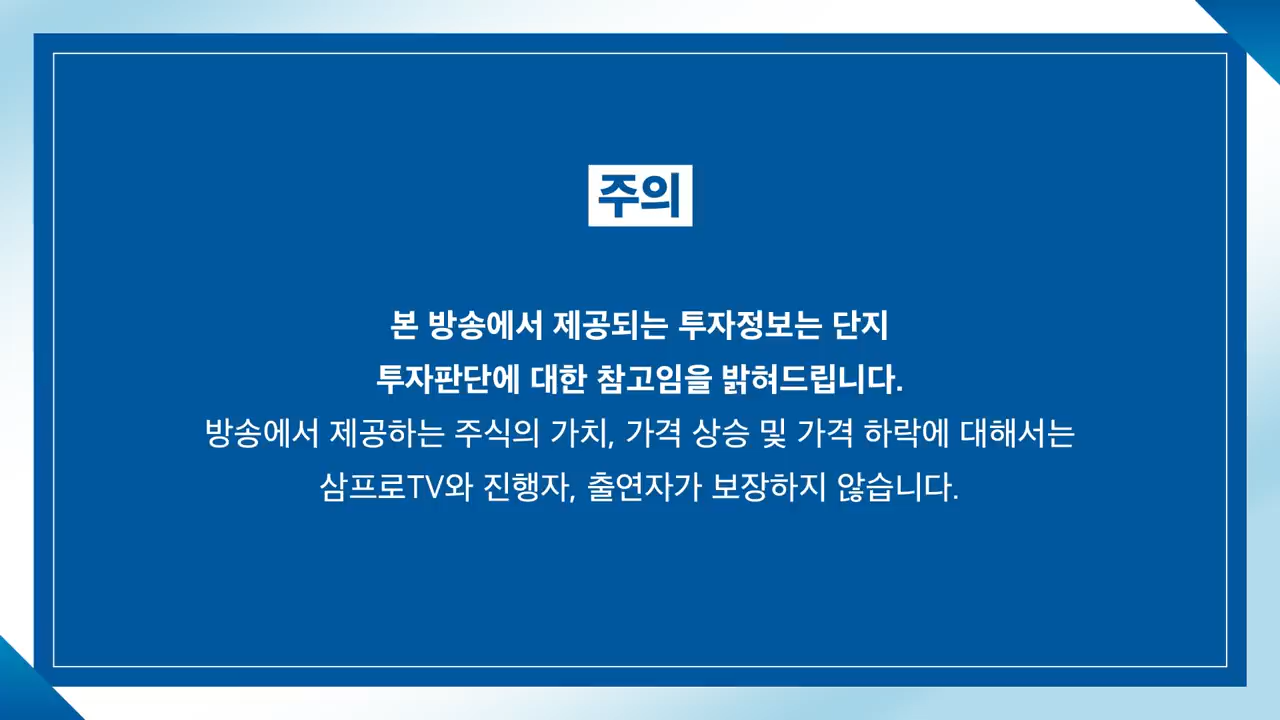 주의
본 방송에서 제공되는 투자정보는 단지
투자판단에 대한 참고임을 밝혀드립니다.
방송에서 제공하는 주식의 가치, 가격 상승 및 가격 하락에 대해서는
삼프로TV와 진행자, 출연자가 보장하지 않습니다.